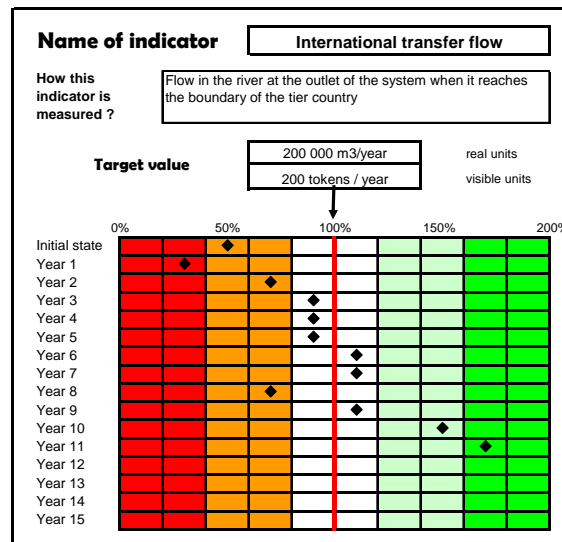 Name of indicator International transfer flow
How this Flow in the river at the outlet of the system when it reaches
indicator is the boundary of the tier country
measured ?
200 000 m3/year real units
Target value
200 tokens / year visible units
0% 50% 100% 150% 200%
Initial state
Year 1
Year 2
Year 3
Year 4
Year 5
Year 6
Year 7
Year 8
Year 9
Year 10
Year 11
Year 12
Year 13
Year 14
Year 15